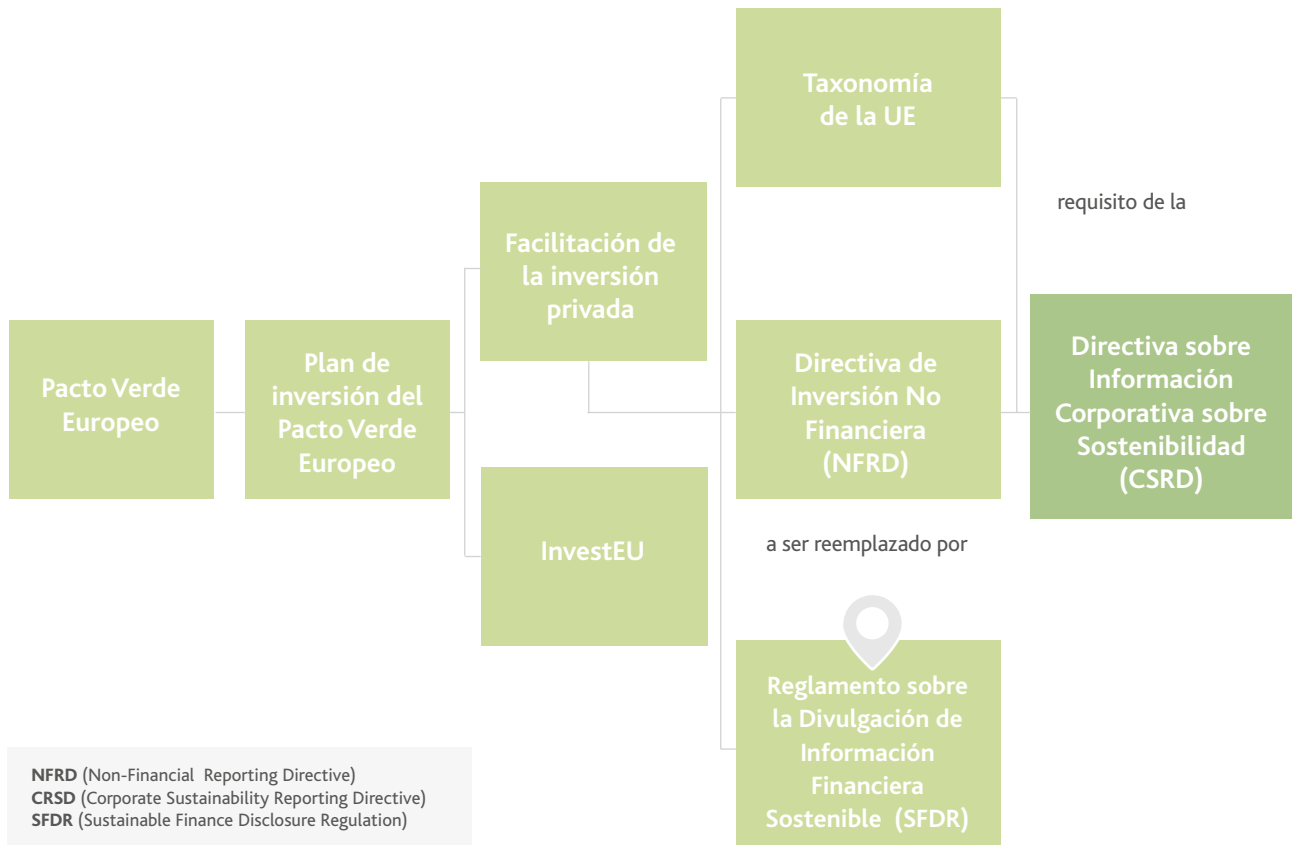 Pacto Verde
Europeo
Plan de
inversión del
Pacto Verde
Europeo
Facilitación de
la inversión
privada
InvestEU
Taxonomía
de la UE
Directiva de
Inversión No
Financiera
(NFRD)
a ser reemplazado por
Reglamento sobre
la Divulgación de
Información
Financiera
Sostenible (SFDR)
requisito de la
Directiva sobre
Información
Corporativa sobre
Sostenibilidad
(CSRD)
NFRD (Non-Financial Reporting Directive)
CRSD (Corporate Sustainability Reporting Directive)
SFDR (Sustainable Finance Disclosure Regulation)